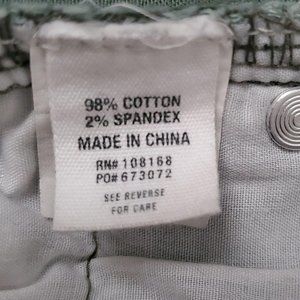 98% COTTON
2% SPANDEX
MADE IN CHINA
RN# 108168
PO# 673072
SEE REVERSE
FOR CARE